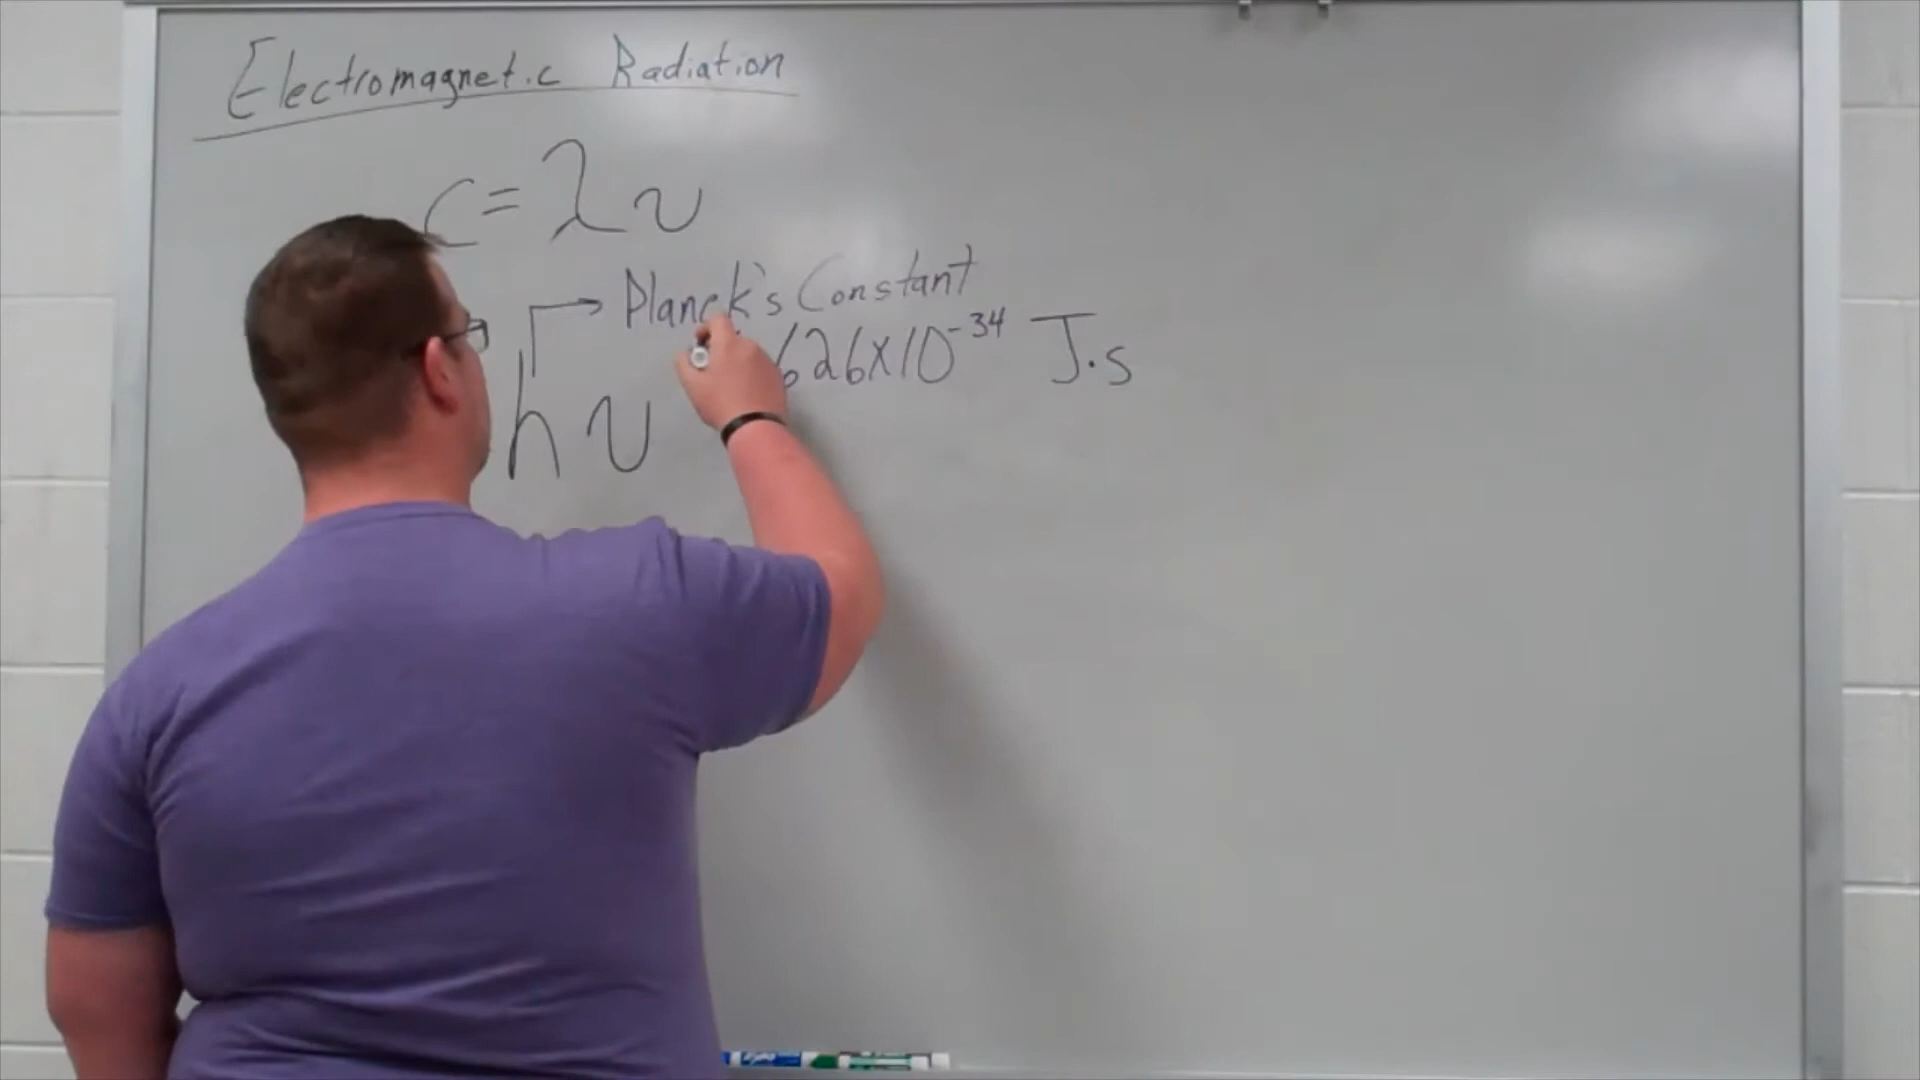 Electromagnetic Radiation
c = λν
Planck's Constant
626x10⁻³⁴ J·s
hν